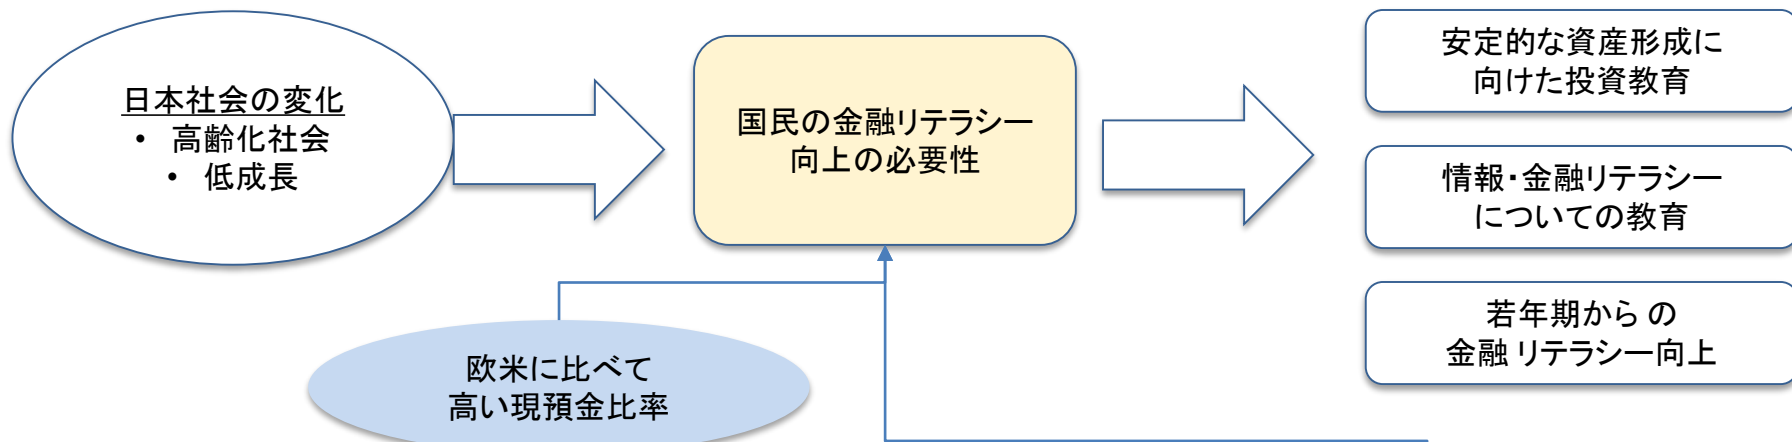 日本社会の変化
• 高齢化社会
• 低成長
国民の金融リテラシー
向上の必要性
欧米に比べて
高い現預金比率
安定的な資産形成に
向けた投資教育
情報・金融リテラシー
についての教育
若年期から の
金融 リテラシー向上